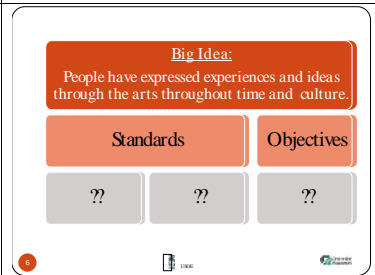 Big Idea:
People have expressed experiences and ideas
through the arts throughout time and culture.
Standards
Objectives
??
??
??
6